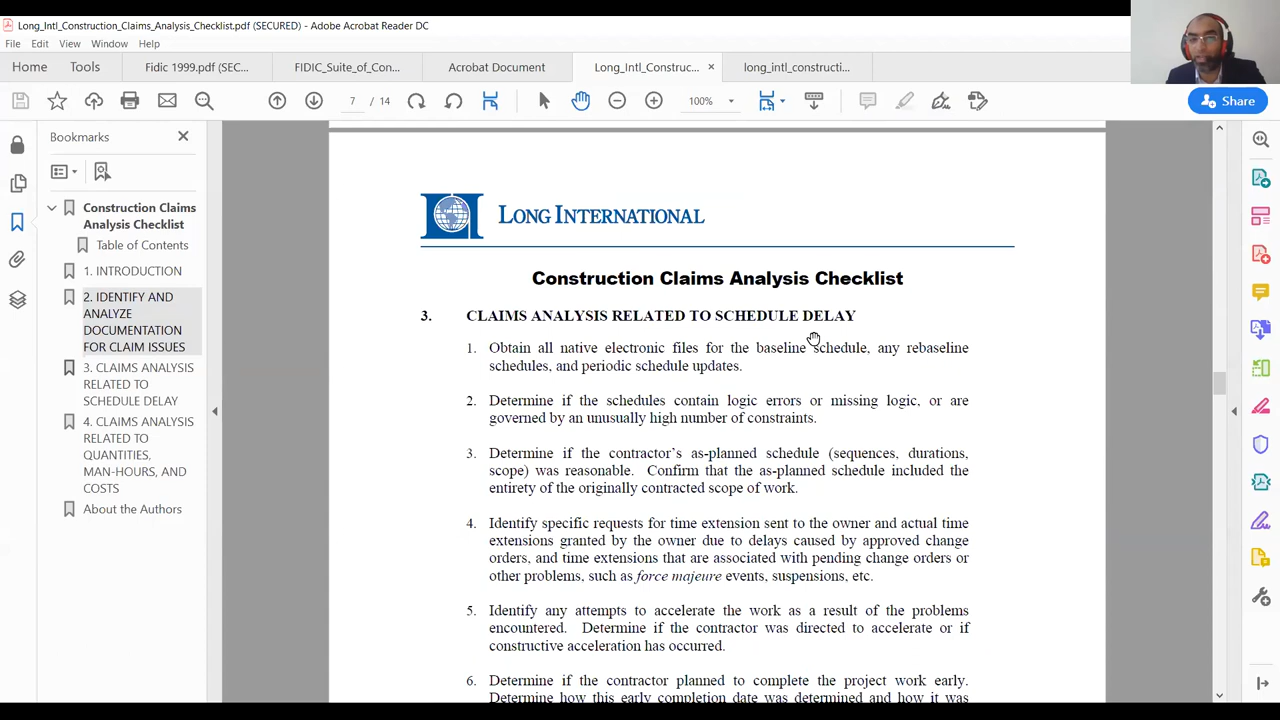 Long_Intl_Construction_Claims_Analysis_Checklist.pdf (SECURED) - Adobe Acrobat Reader DC
File Edit View Window Help
Home Tools Fidic 1999.pdf (SEC... FIDIC_Suite_of_Con... Acrobat Document Long_Intl_Construc... × long_intl_constructi...
7 / 14 100% Share
Bookmarks
Construction Claims
Analysis Checklist
Table of Contents
1. INTRODUCTION
2. IDENTIFY AND
ANALYZE
DOCUMENTATION
FOR CLAIM ISSUES
3. CLAIMS ANALYSIS
RELATED TO
SCHEDULE DELAY
4. CLAIMS ANALYSIS
RELATED TO
QUANTITIES,
MAN-HOURS, AND
COSTS
About the Authors
LONG INTERNATIONAL
Construction Claims Analysis Checklist
3. CLAIMS ANALYSIS RELATED TO SCHEDULE DELAY
1. Obtain all native electronic files for the baseline schedule, any rebaseline
schedules, and periodic schedule updates.
2. Determine if the schedules contain logic errors or missing logic, or are
governed by an unusually high number of constraints.
3. Determine if the contractor's as-planned schedule (sequences, durations,
scope) was reasonable. Confirm that the as-planned schedule included the
entirety of the originally contracted scope of work.
4. Identify specific requests for time extension sent to the owner and actual time
extensions granted by the owner due to delays caused by approved change
orders, and time extensions that are associated with pending change orders or
other problems, such as force majeure events, suspensions, etc.
5. Identify any attempts to accelerate the work as a result of the problems
encountered. Determine if the contractor was directed to accelerate or if
constructive acceleration has occurred.
6. Determine if the contractor planned to complete the project work early.
Determine how this early completion date was determined and how it was